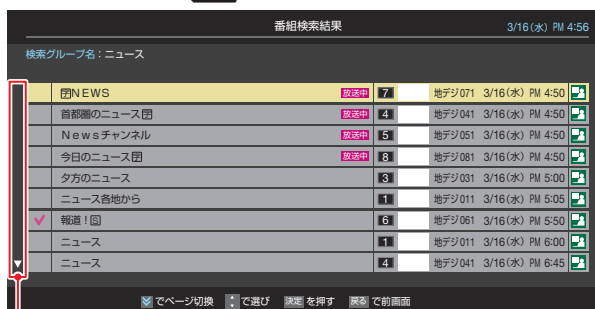 番組検索結果 3/16(水) PM 4:56
検索グループ名：ニュース
🈑NEWS 放送中 7 地デジ071 3/16(水) PM 4:50
首都圏のニュース🈑 放送中 4 地デジ041 3/16(水) PM 4:50
Newsチャンネル 放送中 5 地デジ051 3/16(水) PM 4:50
今日のニュース🈑 放送中 8 地デジ081 3/16(水) PM 4:50
夕方のニュース 3 地デジ031 3/16(水) PM 5:00
ニュース各地から 1 地デジ011 3/16(水) PM 5:05
報道！🅂 6 地デジ061 3/16(水) PM 5:50
ニュース 1 地デジ011 3/16(水) PM 6:00
ニュース 4 地デジ041 3/16(水) PM 6:45
でページ切換 で選び 決定 を押す 戻る で前画面